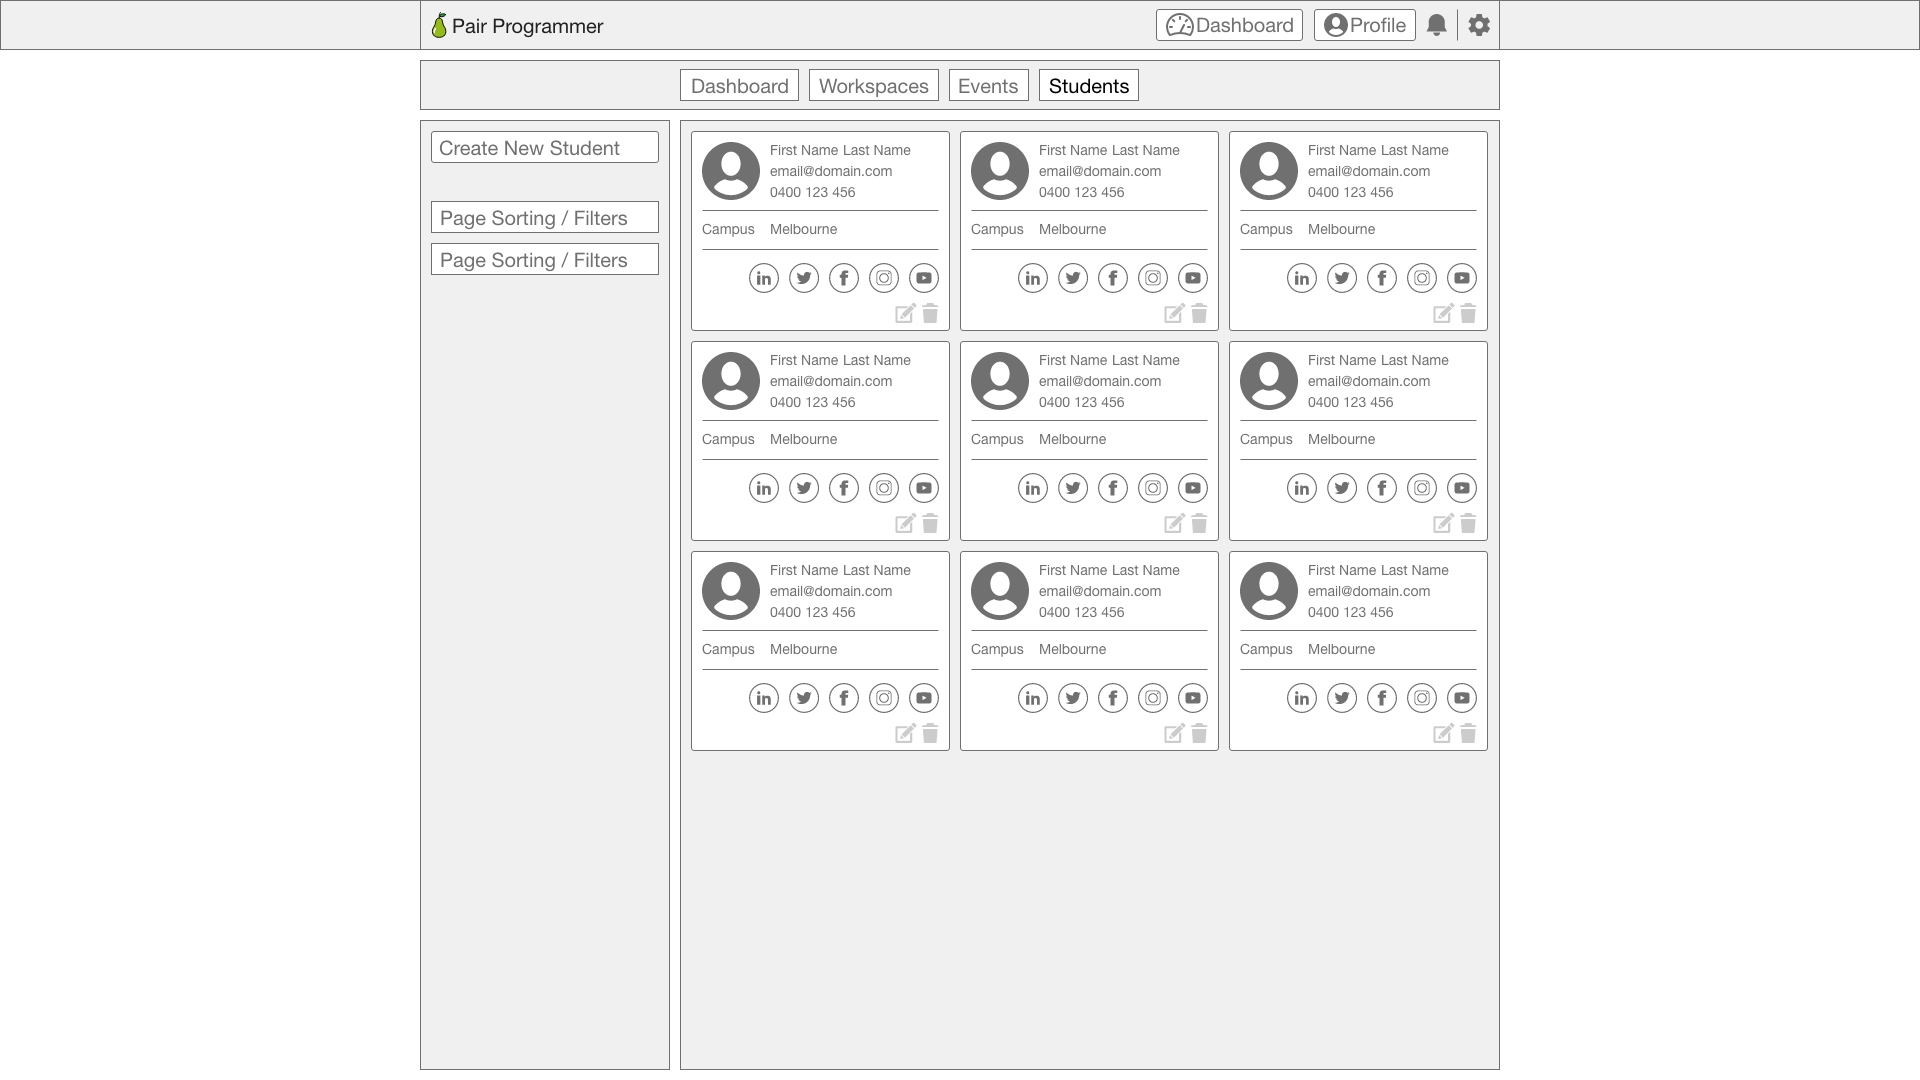 Pair Programmer
Dashboard
Profile
Dashboard
Workspaces
Events
Students
Create New Student
Page Sorting / Filters
Page Sorting / Filters
First Name Last Name
email@domain.com
0400 123 456
Campus Melbourne
First Name Last Name
email@domain.com
0400 123 456
Campus Melbourne
First Name Last Name
email@domain.com
0400 123 456
Campus Melbourne
First Name Last Name
email@domain.com
0400 123 456
Campus Melbourne
First Name Last Name
email@domain.com
0400 123 456
Campus Melbourne
First Name Last Name
email@domain.com
0400 123 456
Campus Melbourne
First Name Last Name
email@domain.com
0400 123 456
Campus Melbourne
First Name Last Name
email@domain.com
0400 123 456
Campus Melbourne
First Name Last Name
email@domain.com
0400 123 456
Campus Melbourne